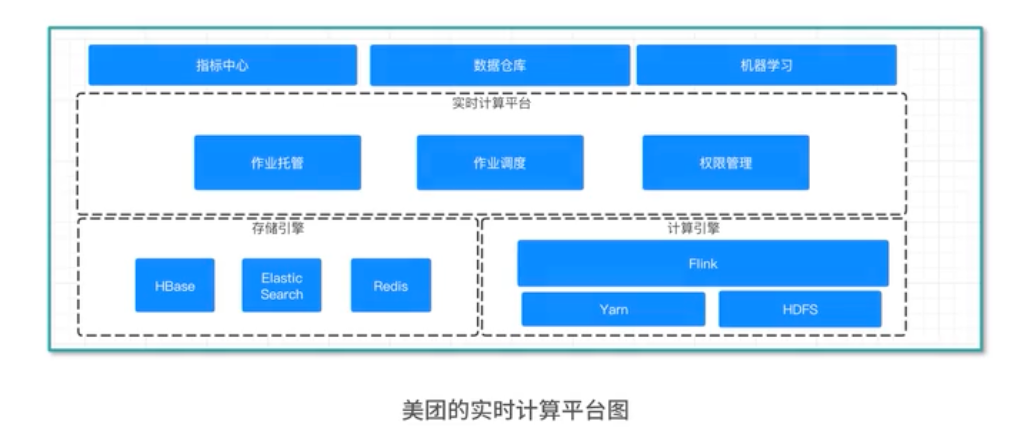 指标中心
数据仓库
机器学习
实时计算平台
作业托管
作业调度
权限管理
存储引擎
HBase
Elastic
Search
Redis
计算引擎
Flink
Yarn
HDFS
美团的实时计算平台图